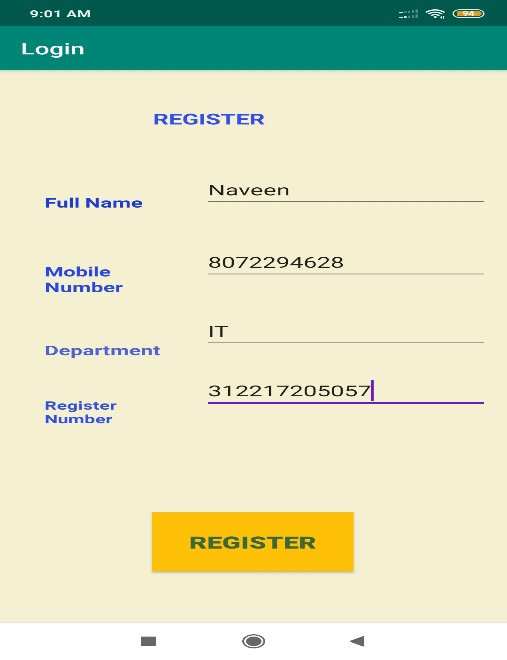 9:01 AM
94
Login
REGISTER
Full Name
Naveen
Mobile
Number
8072294628
Department
IT
Register
Number
312217205057
REGISTER